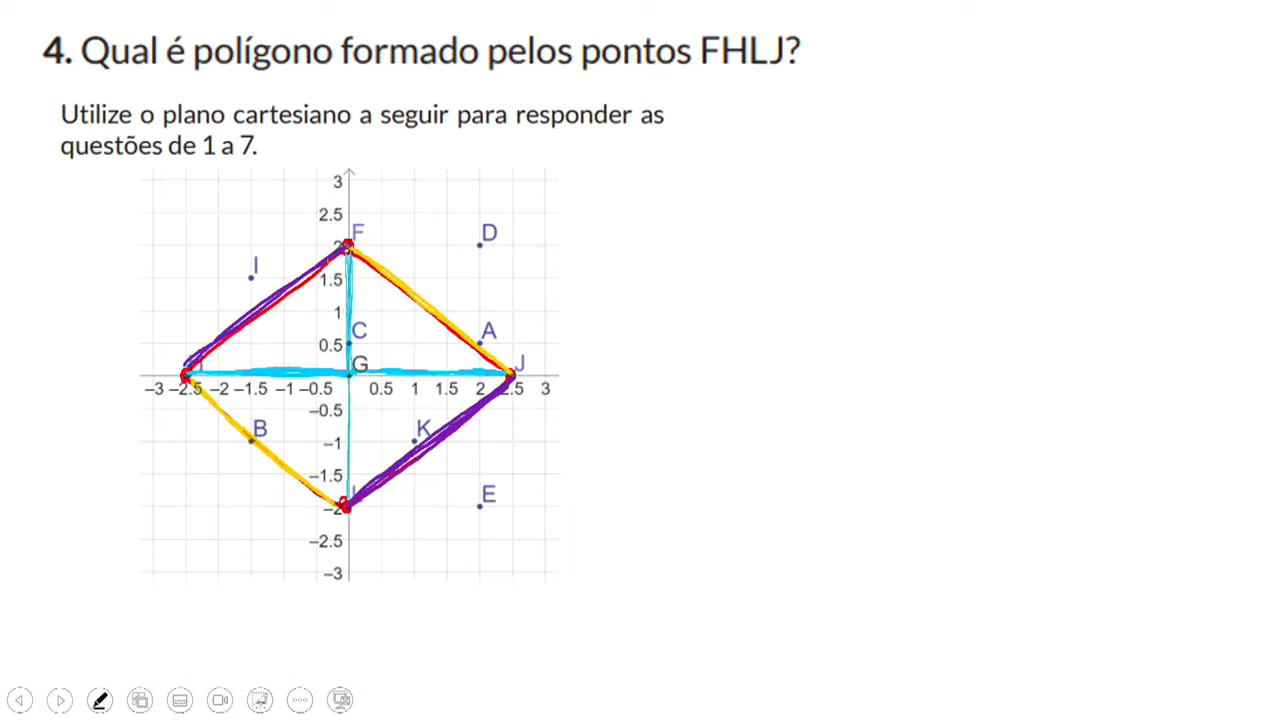 4. Qual é polígono formado pelos pontos FHLJ?
Utilize o plano cartesiano a seguir para responder as
questões de 1 a 7.
3
2.5
F
D
2
I
1.5
1
C
A
0.5
G
J
–3 –2.5 –2 –1.5 –1 –0.5 0.5 1 1.5 2 2.5 3
–0.5
B
K
–1
–1.5
L
E
–2
–2.5
–3